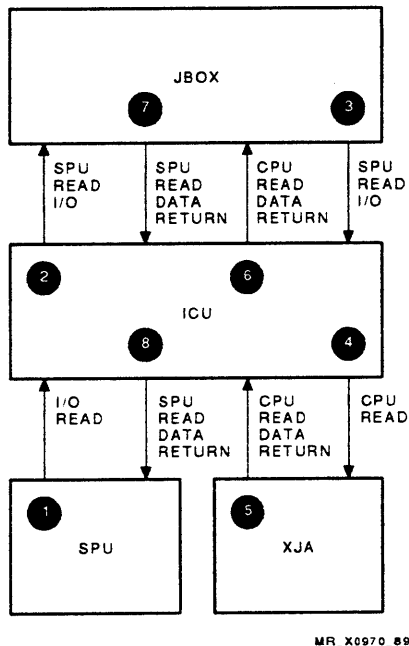 JBOX
7
3
SPU
READ
I/O
SPU
READ
DATA
RETURN
CPU
READ
DATA
RETURN
SPU
READ
I/O
2
6
ICU
8
4
I/O
READ
SPU
READ
DATA
RETURN
CPU
READ
DATA
RETURN
CPU
READ
1
SPU
5
XJA
MR X0970 89